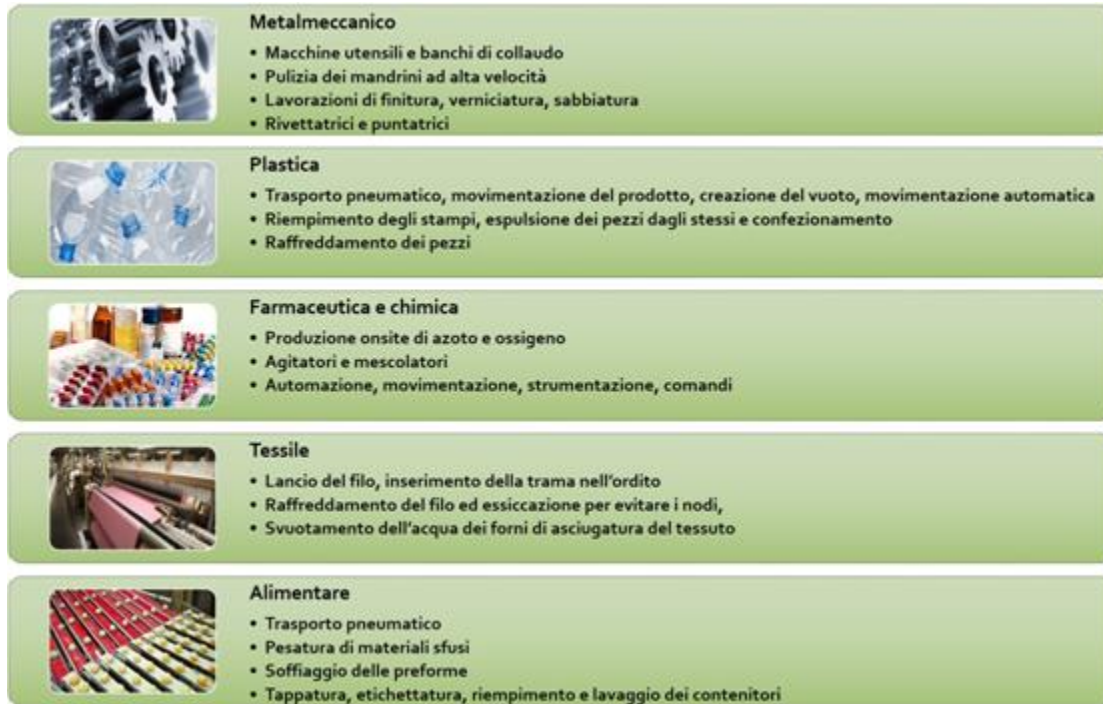 Metalmeccanico
• Macchine utensili e banchi di collaudo
• Pulizia dei mandrini ad alta velocità
• Lavorazioni di finitura, verniciatura, sabbiatura
• Rivettatrici e puntatrici
Plastica
• Trasporto pneumatico, movimentazione del prodotto, creazione del vuoto, movimentazione automatica
• Riempimento degli stampi, espulsione dei pezzi dagli stessi e confezionamento
• Raffreddamento dei pezzi
Farmaceutica e chimica
• Produzione onsite di azoto e ossigeno
• Agitatori e mescolatori
• Automazione, movimentazione, strumentazione, comandi
Tessile
• Lancio del filo, inserimento della trama nell'ordito
• Raffreddamento del filo ed essiccazione per evitare i nodi,
• Svuotamento dell'acqua dei forni di asciugatura del tessuto
Alimentare
• Trasporto pneumatico
• Pesatura di materiali sfusi
• Soffiaggio delle preforme
• Tappatura, etichettatura, riempimento e lavaggio dei contenitori